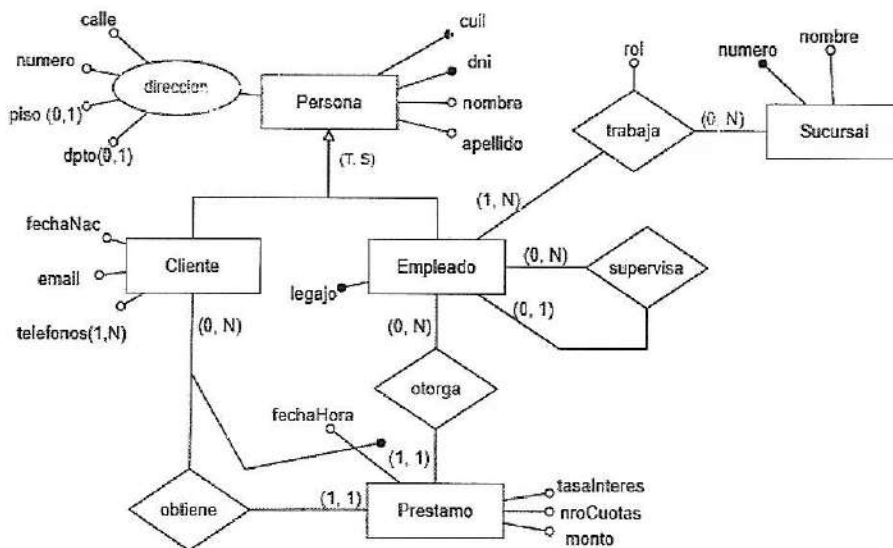 calle
numero
piso (0,1)
dpto(0,1)
direccion
Persona
cuil
dni
nombre
apellido
(T, S)
rol
trabaja
(0, N)
numero
nombre
Sucursal
(1, N)
fechaNac
email
telefonos(1,N)
Cliente
legajo
Empleado
(0, N)
supervisa
(0, 1)
(0, N)
(0, N)
otorga
fechaHora
(1, 1)
obtiene
(1, 1)
Prestamo
tasaInteres
nroCuotas
monto